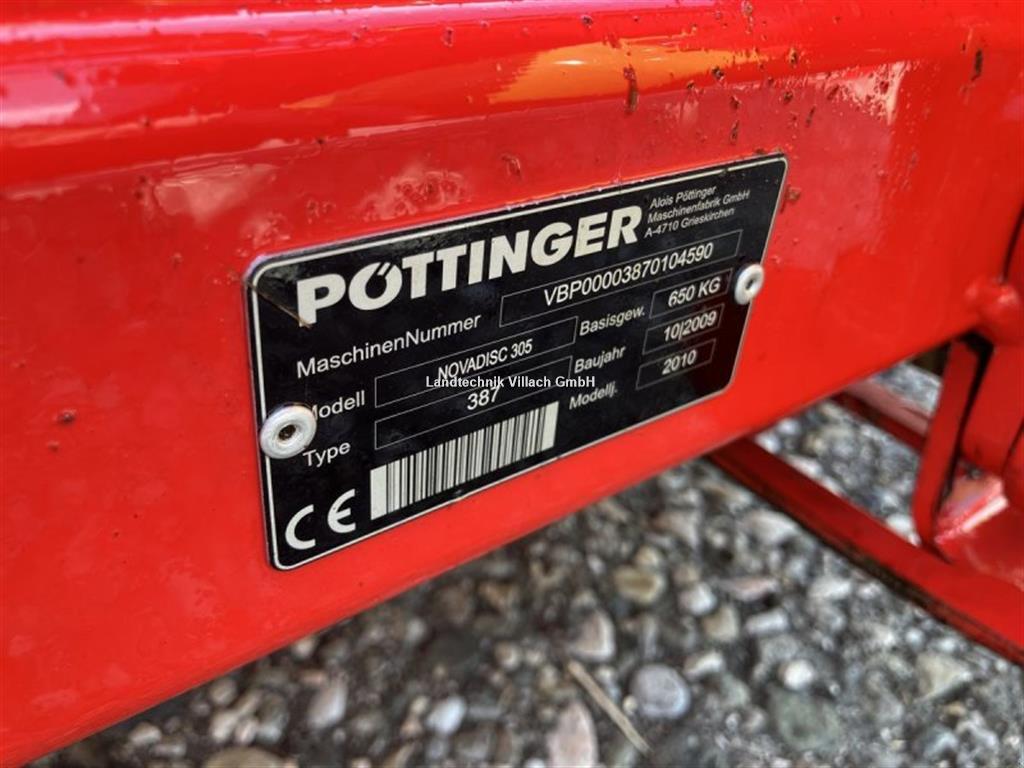 PÖTTINGER
Alois Pöttinger
Maschinenfabrik GmbH
A-4710 Grieskirchen
MaschinenNummer VBP00003870104590
Modell NOVADISC 305 Basisgew. 650 KG
Type 387 Baujahr 10|2009
Modellj. 2010
CE
Landtechnik Villach GmbH